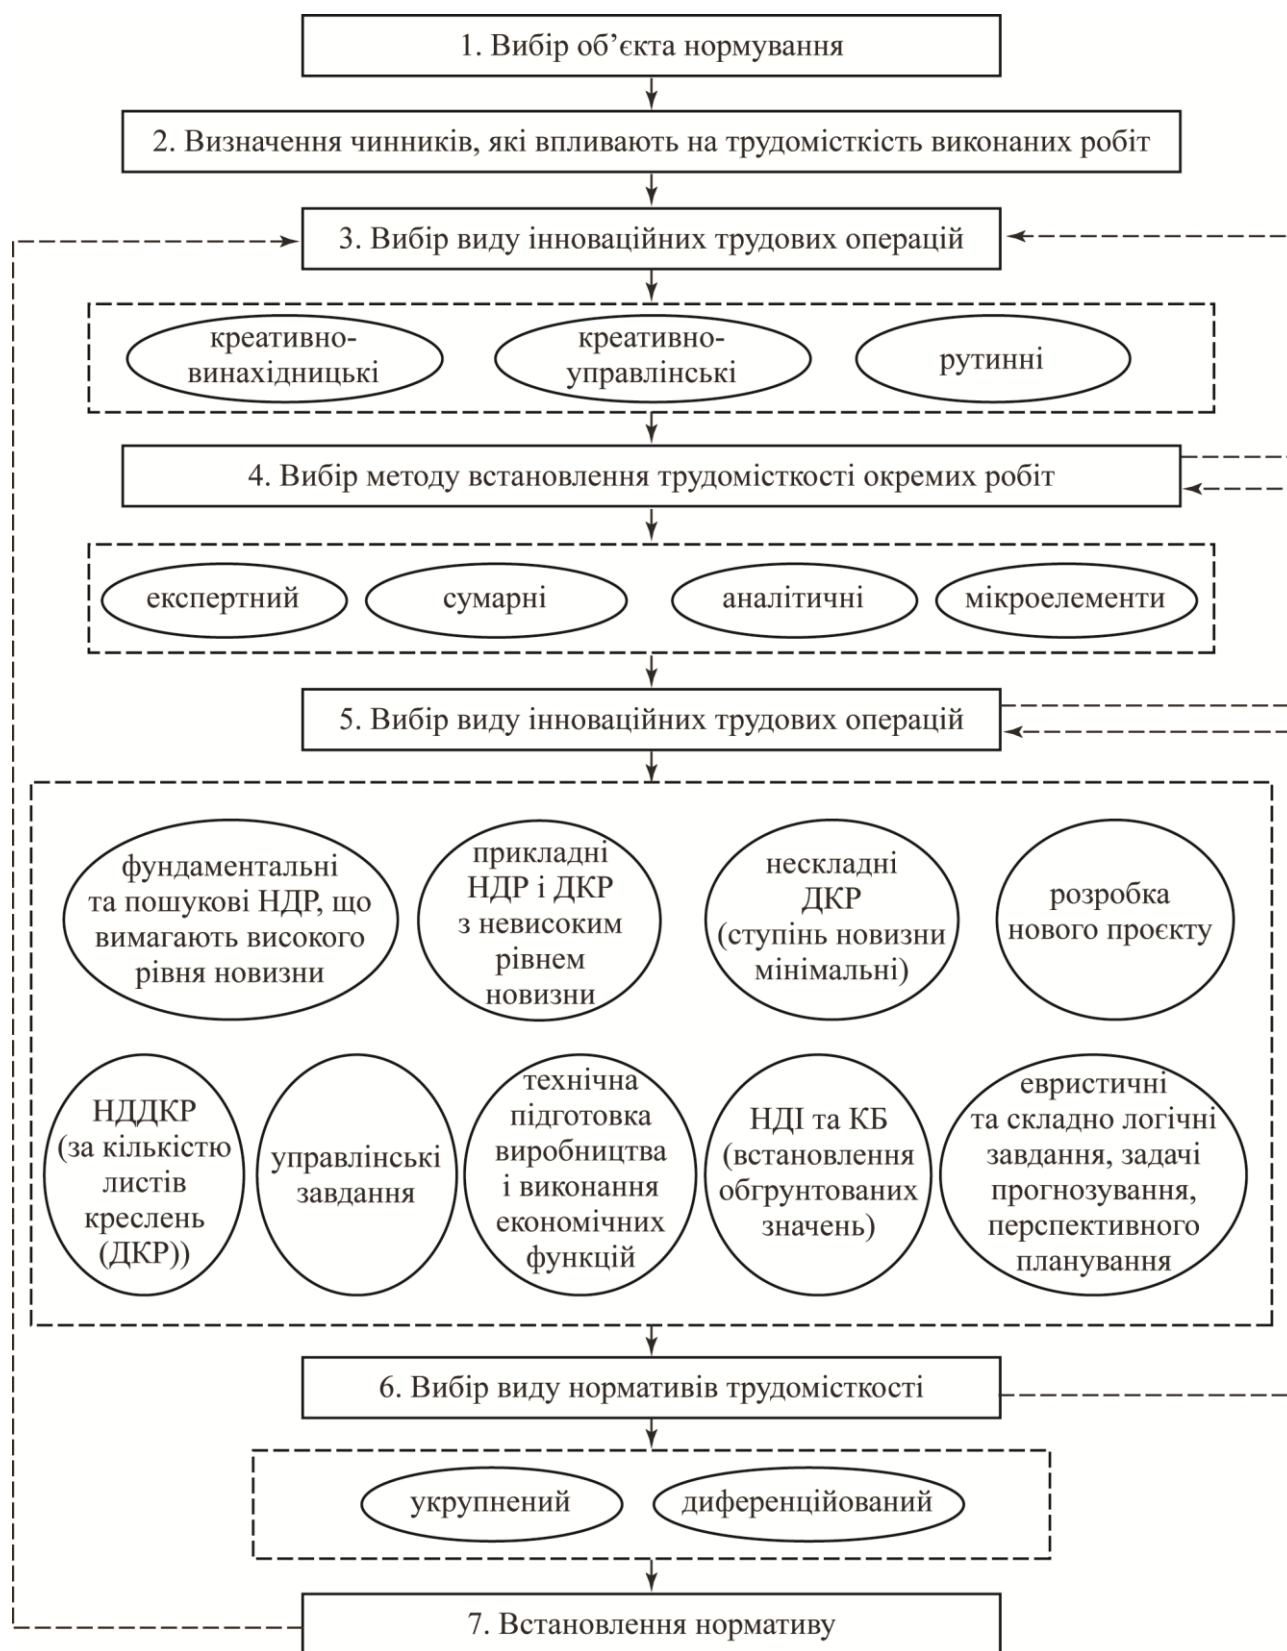 1. Вибір об’єкта нормування
2. Визначення чинників, які впливають на трудомісткість виконаних робіт
3. Вибір виду інноваційних трудових операцій
креативно-
винахідницькі
креативно-
управлінські
рутинні
4. Вибір методу встановлення трудомісткості окремих робіт
експертний
сумарні
аналітичні
мікроелементи
5. Вибір виду інноваційних трудових операцій
фундаментальні
та пошукові НДР, що
вимагають високого
рівня новизни
прикладні
НДР і ДКР
з невисоким
рівнем
новизни
нескладні
ДКР
(ступінь новизни
мінімальні)
розробка
нового проєкту
НДДКР
(за кількістю
листів
креслень
(ДКР))
управлінські
завдання
технічна
підготовка
виробництва
і виконання
економічних
функцій
НДІ та КБ
(встановлення
обгрунтованих
значень)
евристичні
та складно логічні
завдання, задачі
прогнозування,
перспективного
планування
6. Вибір виду нормативів трудомісткості
укрупнений
диференційований
7. Встановлення нормативу